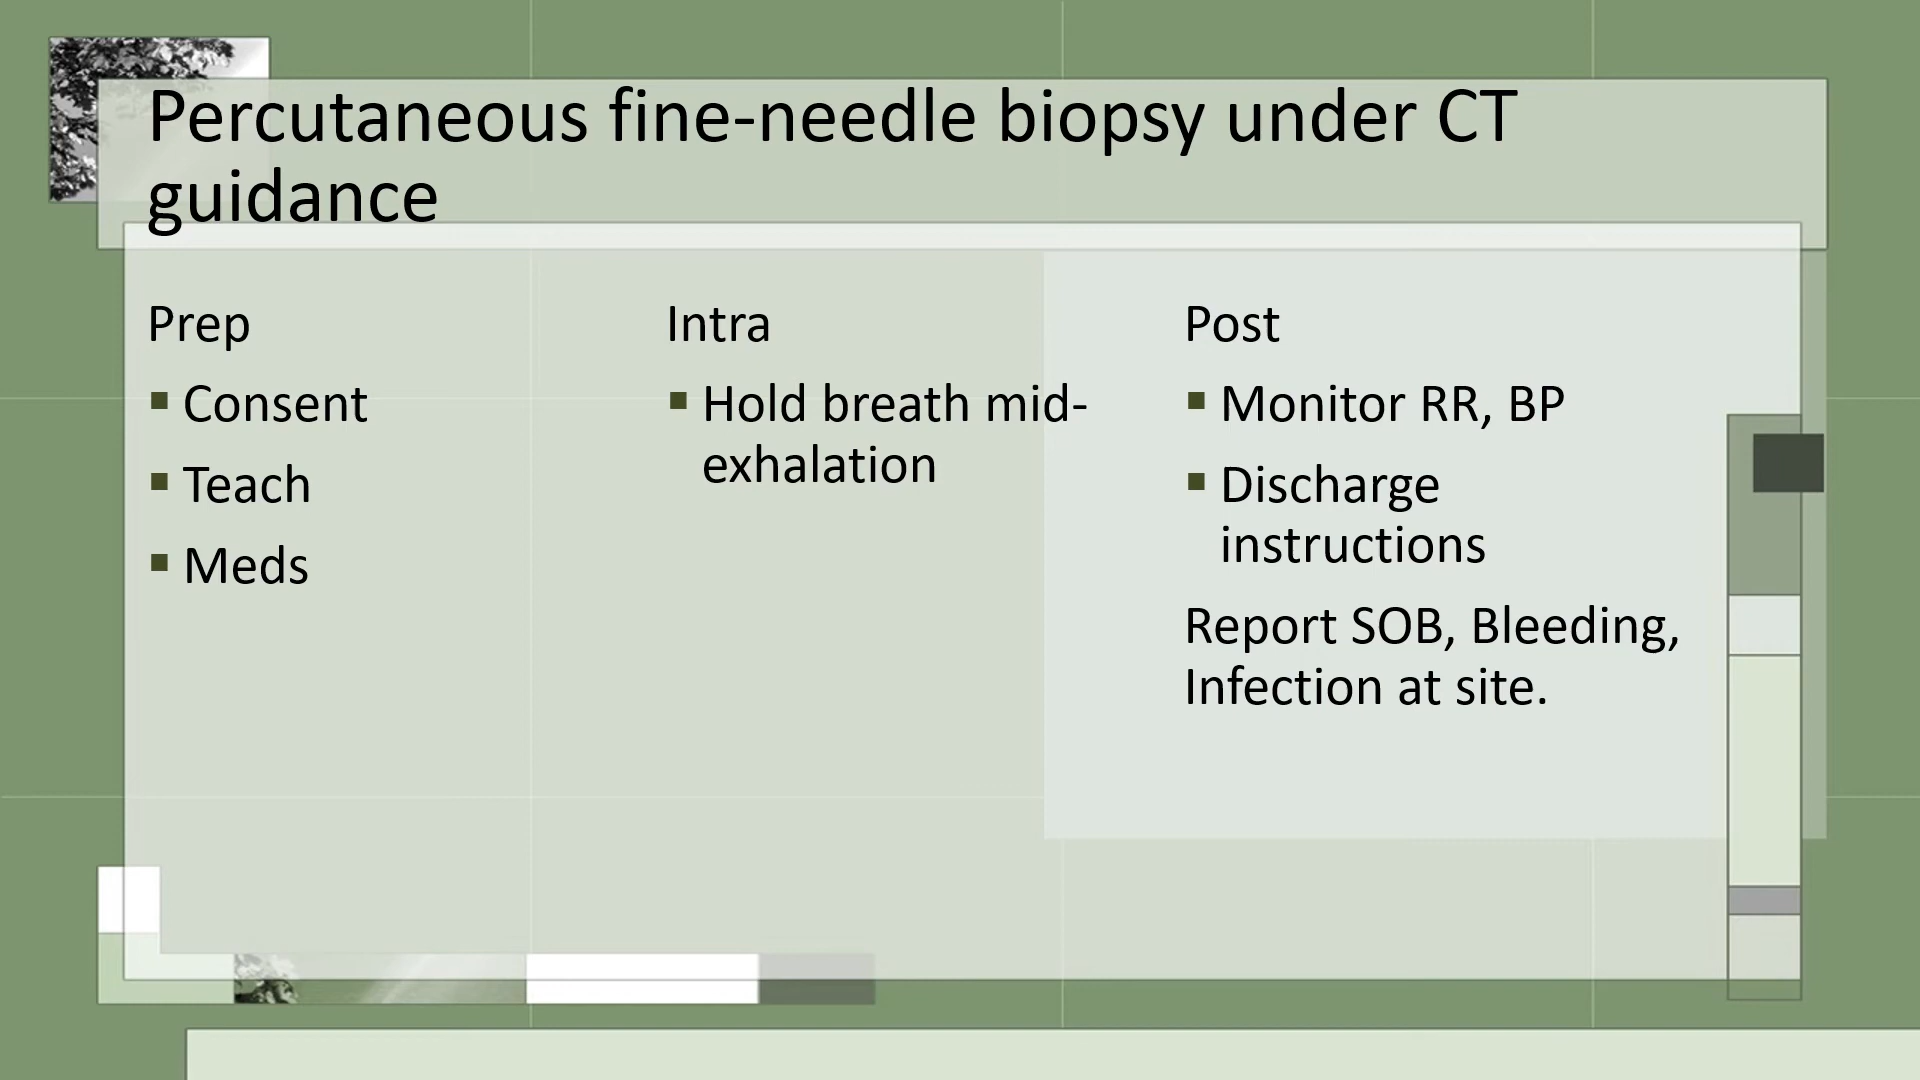 Percutaneous fine-needle biopsy under CT
guidance
Prep
▪ Consent
▪ Teach
▪ Meds
Intra
▪ Hold breath mid-
exhalation
Post
▪ Monitor RR, BP
▪ Discharge
instructions
Report SOB, Bleeding,
Infection at site.